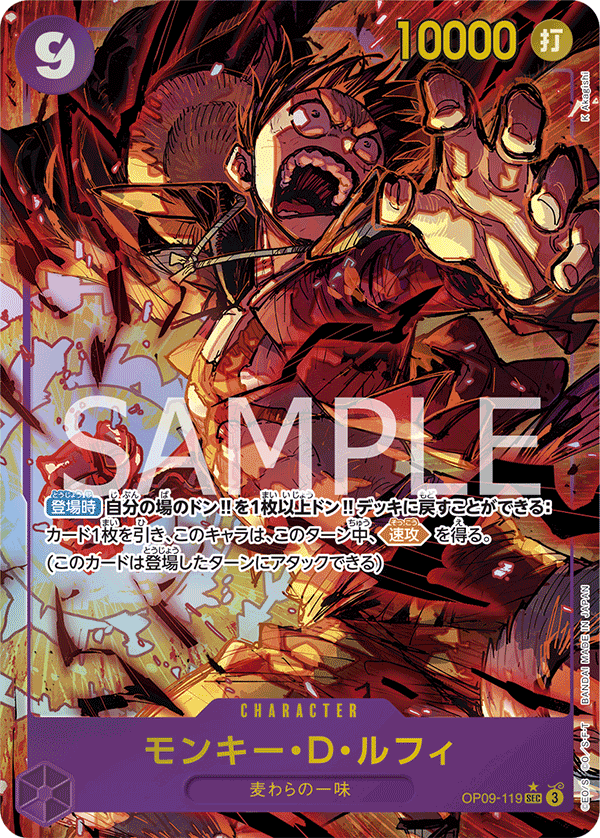 9
10000 打
K Akagishi
SAMPLE
登場時 自分の場のドン!!を1枚以上ドン!!デッキに戻すことができる:
カード1枚を引き、このキャラは、このターン中、速攻を得る。
(このカードは登場したターンにアタックできる)
CHARACTER
モンキー・D・ルフィ
麦わらの一味
OP09-119 SEC ★ 3
©E.O/S. ©O/S・F・T BANDAI MADE IN JAPAN